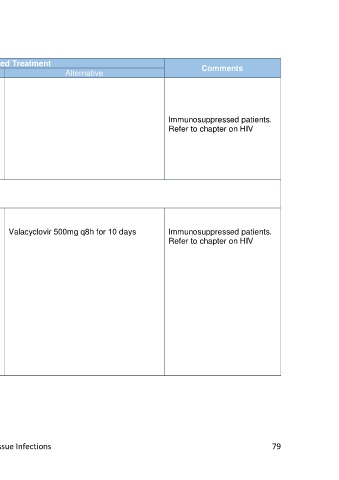 ed Treatment
Comments
Alternative
Immunosuppressed patients.
Refer to chapter on HIV
Valacyclovir 500mg q8h for 10 days
Immunosuppressed patients.
Refer to chapter on HIV
ssue Infections
79